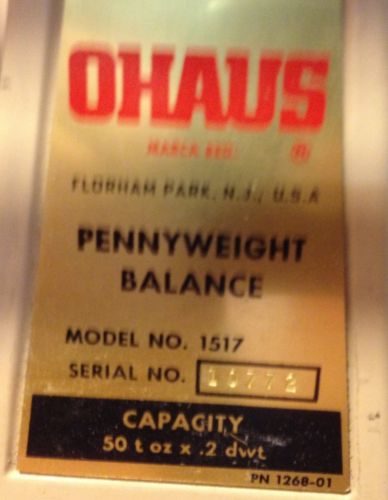 OHAUS
MARCA REG. ®
FLORHAM PARK, N.J., U.S.A
PENNYWEIGHT
BALANCE
MODEL NO. 1517
SERIAL NO. 10772
CAPACITY
50 t oz x .2 dwt
PN 1268-01